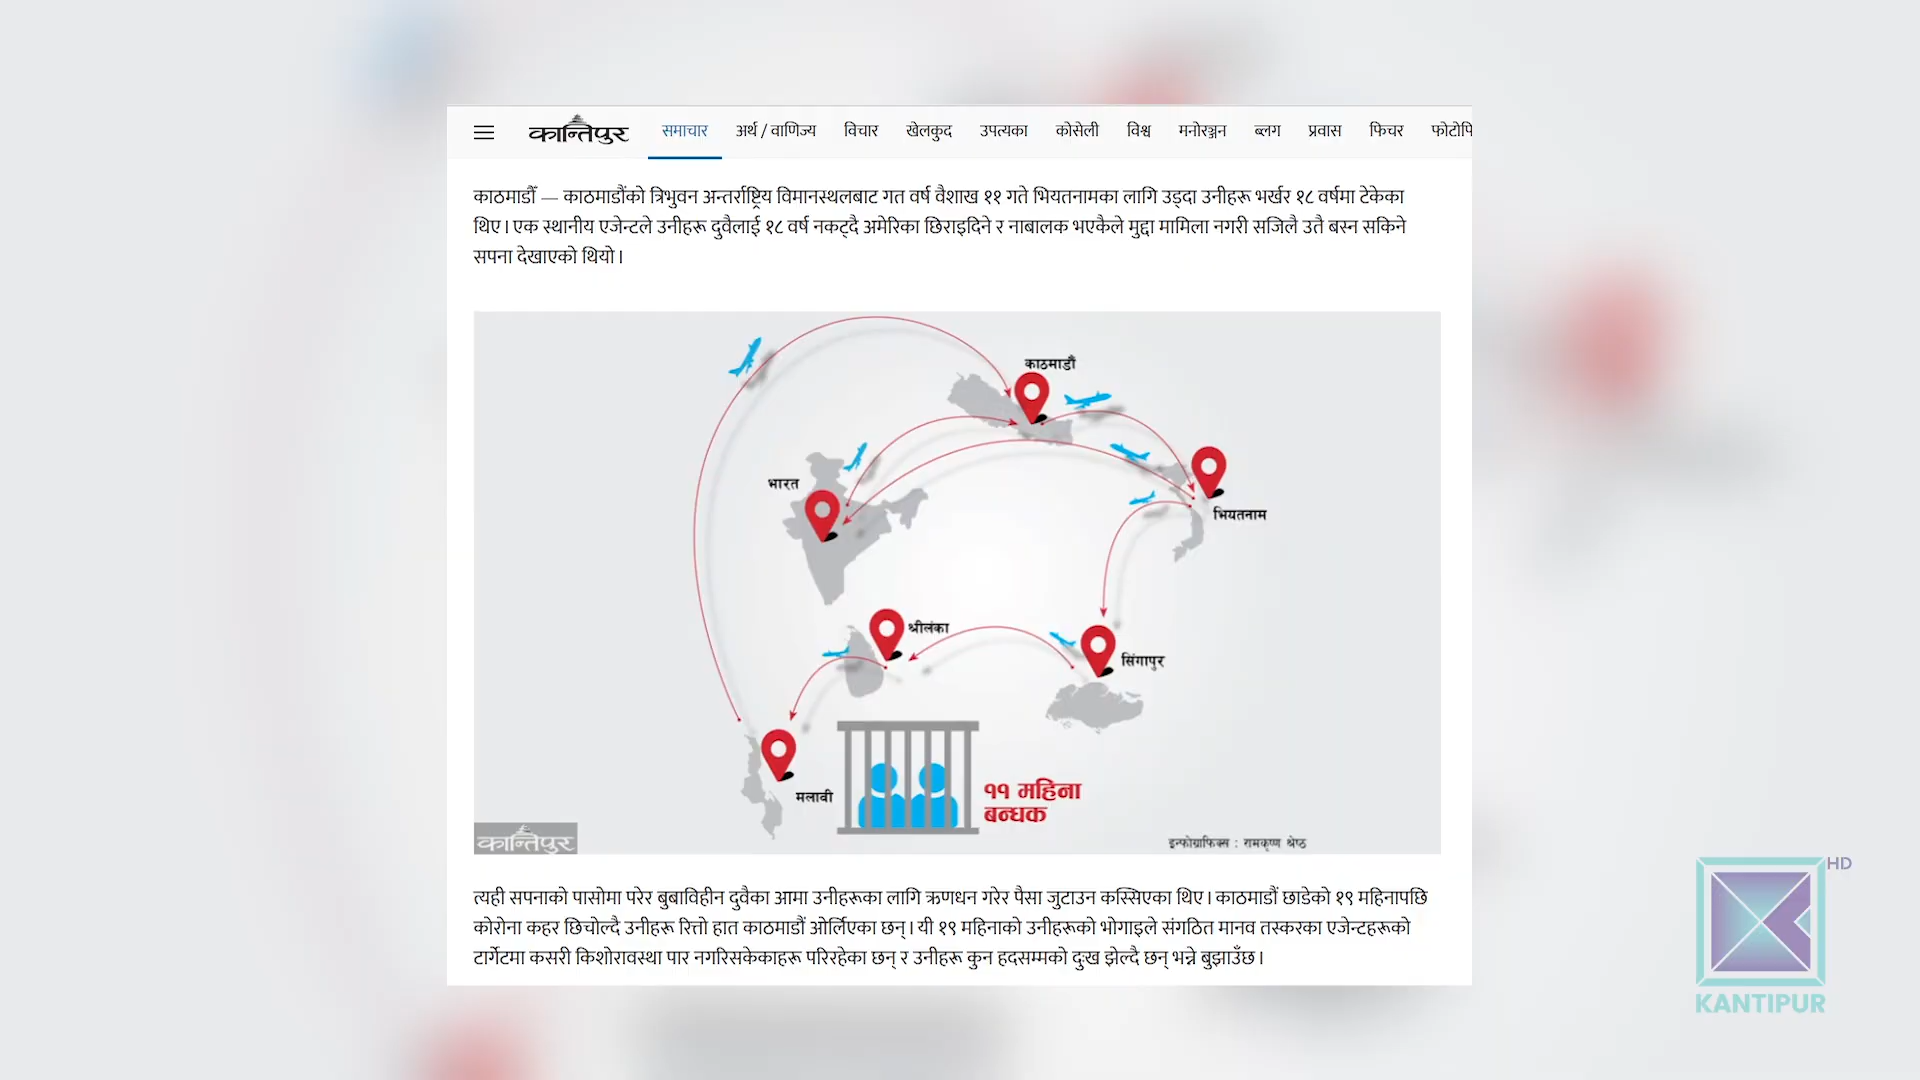 कान्तिपुर समाचार अर्थ / वाणिज्य विचार खेलकुद उपत्यका कोसेली विश्व मनोरञ्जन ब्लग प्रवास फिचर फोटोफि
काठमाडौँ — काठमाडौंको त्रिभुवन अन्तर्राष्ट्रिय विमानस्थलबाट गत वर्ष वैशाख ११ गते भियतनामका लागि उड्दा उनीहरू भर्खर १८ वर्षमा टेकेका
थिए । एक स्थानीय एजेन्टले उनीहरू दुवैलाई १८ वर्ष नकट्दै अमेरिका छिराइदिने र नाबालक भएकैले मुद्दा मामिला नगरी सजिलै उतै बस्न सकिने
सपना देखाएको थियो ।
काठमाडौं
भारत
भियतनाम
श्रीलंका
सिंगापुर
मलावी
११ महिना
बन्धक
कान्तिपुर
इन्फोग्राफिक्स : रामकृष्ण श्रेष्ठ
त्यही सपनाको पासोमा परेर बुबाविहीन दुवैका आमा उनीहरूका लागि ऋणधन गरेर पैसा जुटाउन कस्सिएका थिए । काठमाडौं छाडेको १९ महिनापछि
कोरोना कहर छिचोल्दै उनीहरू रित्तो हात काठमाडौं ओर्लिएका छन् । यी १९ महिनाको उनीहरूको भोगाइले संगठित मानव तस्करका एजेन्टहरूको
टार्गेटमा कसरी किशोरावस्था पार नगरिसकेकाहरू परिरहेका छन् र उनीहरू कुन हदसम्मको दुःख झेल्दै छन् भन्ने बुझाउँछ ।
HD
KANTIPUR